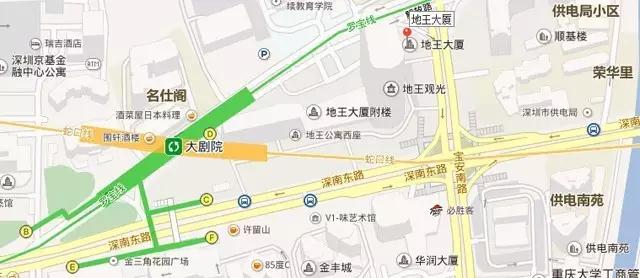 续教育学院
地王大厦
供电局小区
罗宝线
瑞吉酒店
P
地王大厦
顺基楼
深圳京基金
融中心公寓
ATM
荣华里
名仕阁
地王观光
酒菜屋日本料理
地王大厦附楼
深圳市供电局
D
围轩酒楼
大剧院
地王公寓西座
蛇口线
蛇口线
宝安南路
深南东路
深南东路
罗宝线
C
必胜客
供电南苑
B
V1-味艺术馆
许留山
深南东路
F
E
金三角花园广场
85度C
金丰城
华润大厦
重庆大学工商管